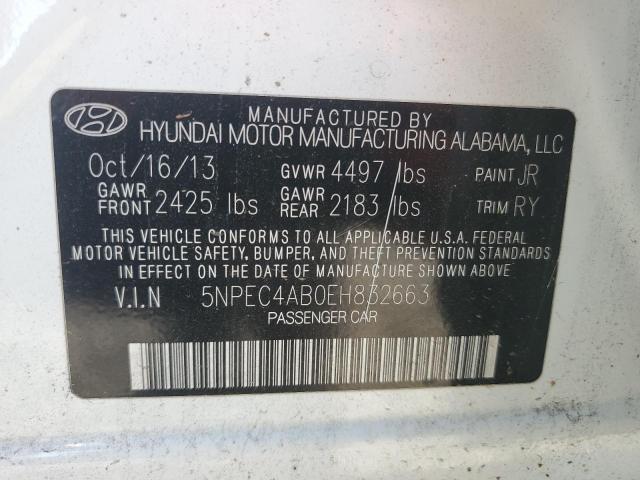 MANUFACTURED BY
HYUNDAI MOTOR MANUFACTURING ALABAMA, LLC
Oct/16/13 GVWR 4497 lbs PAINT JR
GAWR FRONT 2425 lbs GAWR REAR 2183 lbs TRIM RY
THIS VEHICLE CONFORMS TO ALL APPLICABLE U.S.A. FEDERAL
MOTOR VEHICLE SAFETY, BUMPER, AND THEFT PREVENTION STANDARDS
IN EFFECT ON THE DATE OF MANUFACTURE SHOWN ABOVE
V.I.N 5NPEC4AB0EH832663
PASSENGER CAR